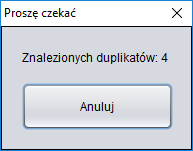 Proszę czekać
Znalezionych duplikatów: 4
Anuluj